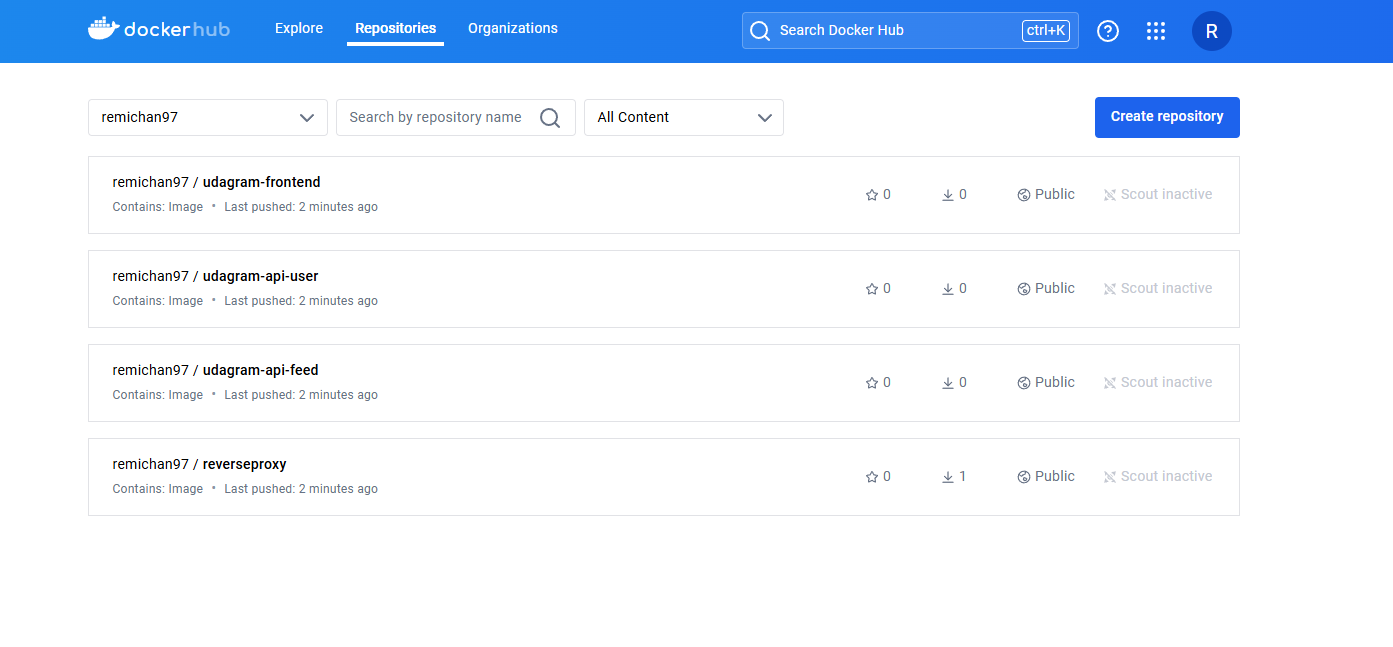 dockerhub Explore Repositories Organizations Search Docker Hub ctrl+K ? R
remichan97 Search by repository name All Content Create repository
remichan97 / udagram-frontend
Contains: Image • Last pushed: 2 minutes ago
0 0 Public Scout inactive
remichan97 / udagram-api-user
Contains: Image • Last pushed: 2 minutes ago
0 0 Public Scout inactive
remichan97 / udagram-api-feed
Contains: Image • Last pushed: 2 minutes ago
0 0 Public Scout inactive
remichan97 / reverseproxy
Contains: Image • Last pushed: 2 minutes ago
0 1 Public Scout inactive